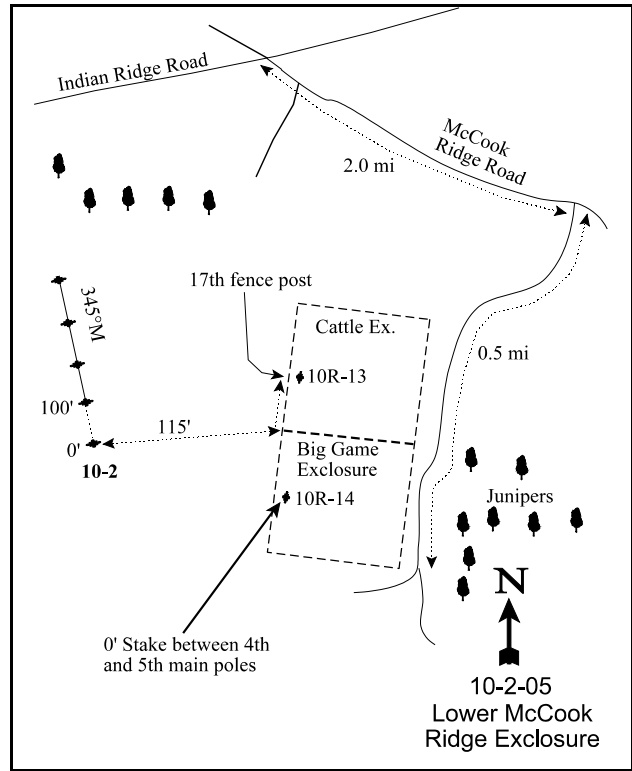 Indian Ridge Road
McCook
Ridge Road
2.0 mi
17th fence post
345°M
Cattle Ex.
10R-13
0.5 mi
100'
115'
0'
10-2
Big Game
Exclosure
10R-14
Junipers
N
0' Stake between 4th
and 5th main poles
10-2-05
Lower McCook
Ridge Exclosure